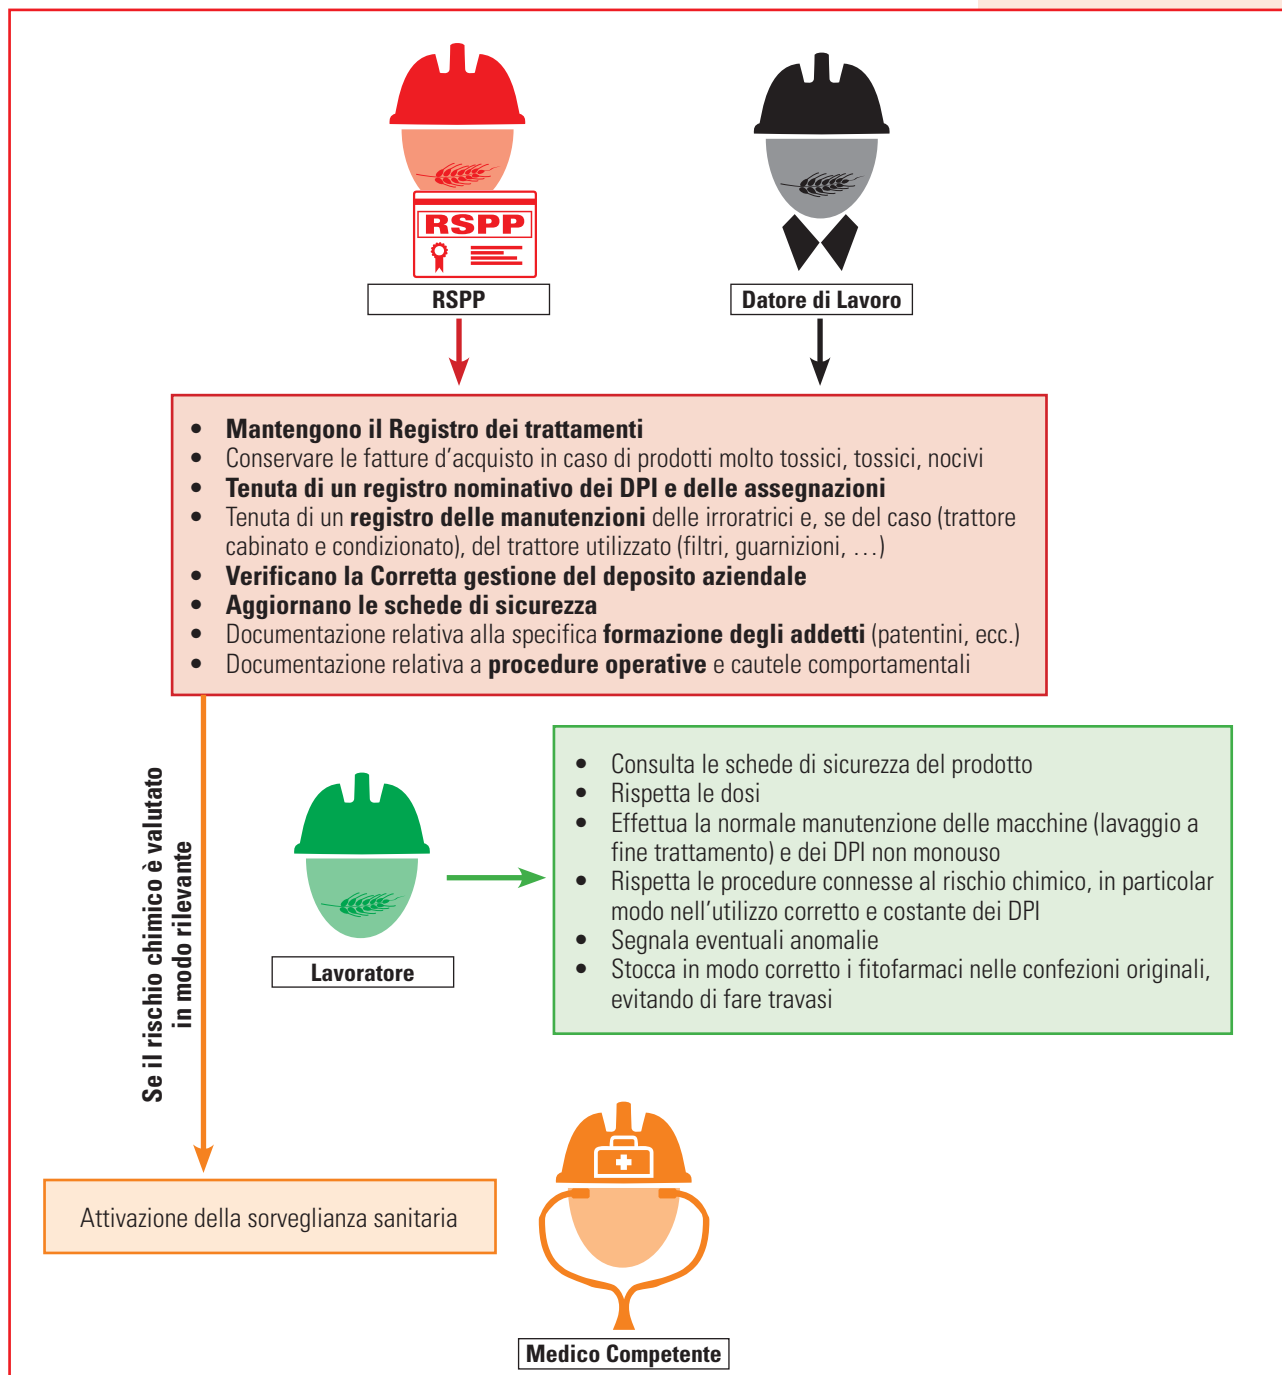 RSPP
RSPP
Datore di Lavoro
• Mantengono il Registro dei trattamenti
• Conservare le fatture d’acquisto in caso di prodotti molto tossici, tossici, nocivi
• Tenuta di un registro nominativo dei DPI e delle assegnazioni
• Tenuta di un registro delle manutenzioni delle irroratrici e, se del caso (trattore
cabinato e condizionato), del trattore utilizzato (filtri, guarnizioni, …)
• Verificano la Corretta gestione del deposito aziendale
• Aggiornano le schede di sicurezza
• Documentazione relativa alla specifica formazione degli addetti (patentini, ecc.)
• Documentazione relativa a procedure operative e cautele comportamentali
Se il rischio chimico è valutato
in modo rilevante
Lavoratore
• Consulta le schede di sicurezza del prodotto
• Rispetta le dosi
• Effettua la normale manutenzione delle macchine (lavaggio a
fine trattamento) e dei DPI non monouso
• Rispetta le procedure connesse al rischio chimico, in particolar
modo nell’utilizzo corretto e costante dei DPI
• Segnala eventuali anomalie
• Stocca in modo corretto i fitofarmaci nelle confezioni originali,
evitando di fare travasi
Attivazione della sorveglianza sanitaria
Medico Competente